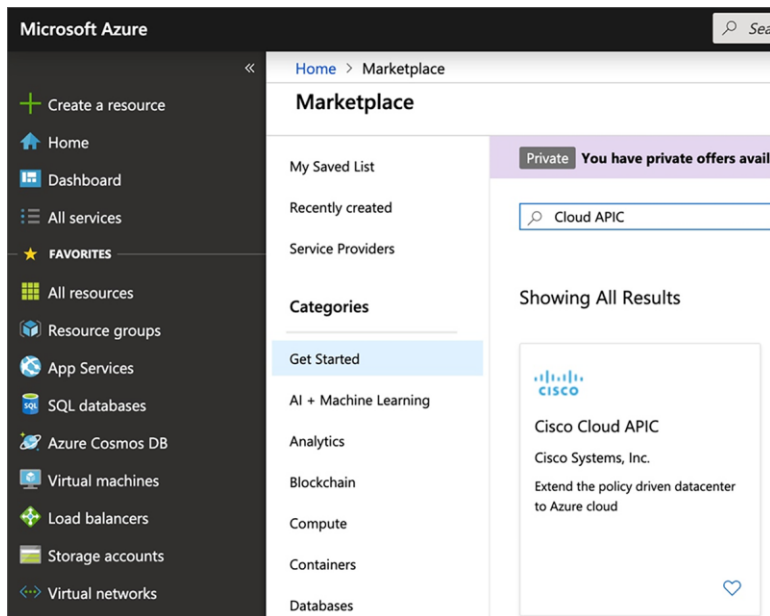 Microsoft Azure
«
Create a resource
Home
Dashboard
All services
FAVORITES
All resources
Resource groups
App Services
SQL
SQL databases
Azure Cosmos DB
Virtual machines
Load balancers
Storage accounts
Virtual networks
Home > Marketplace
Marketplace
My Saved List
Recently created
Service Providers
Categories
Get Started
AI + Machine Learning
Analytics
Blockchain
Compute
Containers
Databases
Sea
Private You have private offers avail
Cloud APIC
Showing All Results
CISCO
Cisco Cloud APIC
Cisco Systems, Inc.
Extend the policy driven datacenter
to Azure cloud